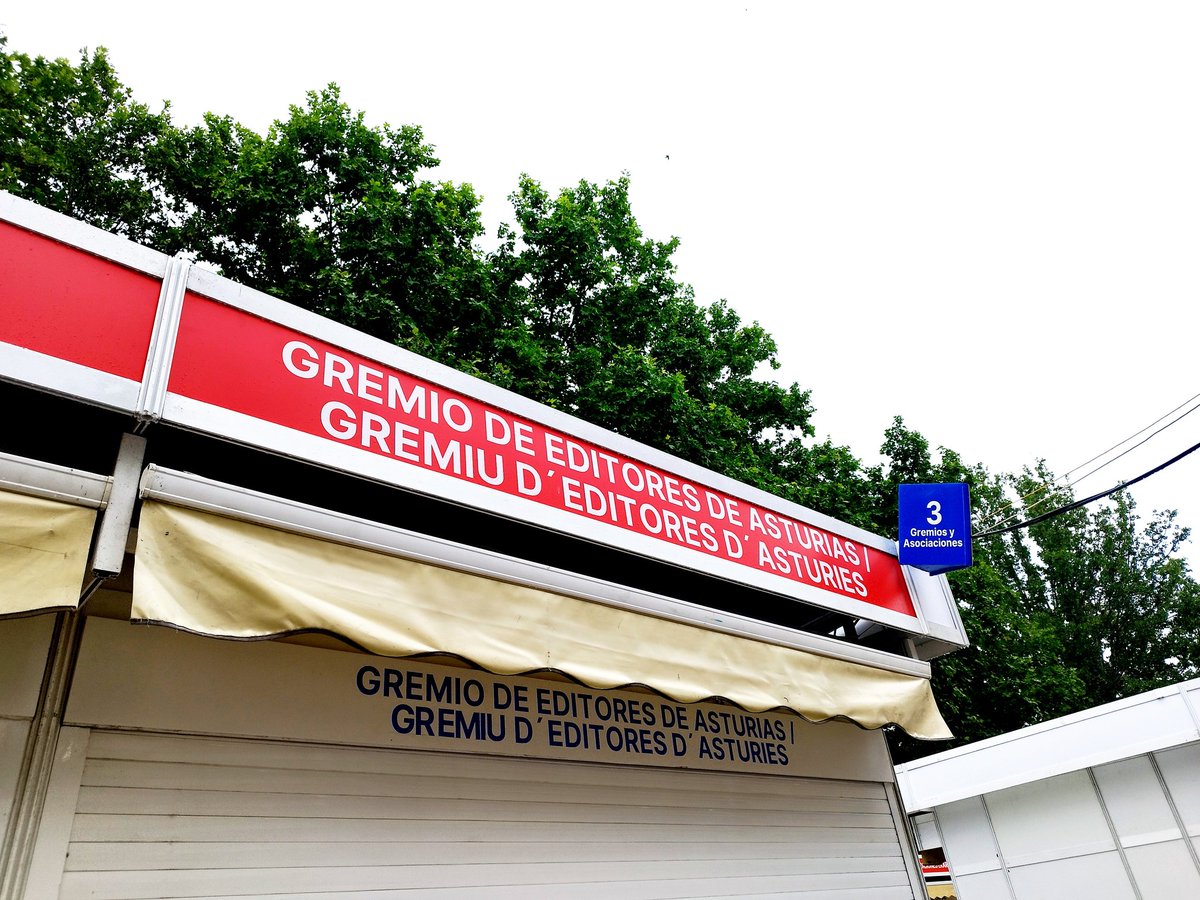 GREMIO DE EDITORES DE ASTURIAS |
GREMIU D´EDITORES D´ASTURIES
3
Gremios y
Asociaciones
GREMIO DE EDITORES DE ASTURIAS |
GREMIU D´EDITORES D´ASTURIES